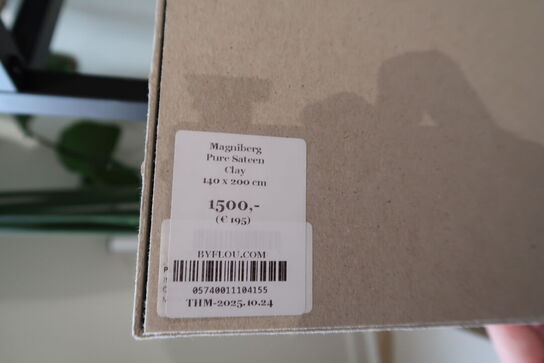 Magniberg
Pure Sateen
Clay
140 x 200 cm
1500,-
(€ 195)
BYFLOU.COM
05740011104155
THM-2025.10.24